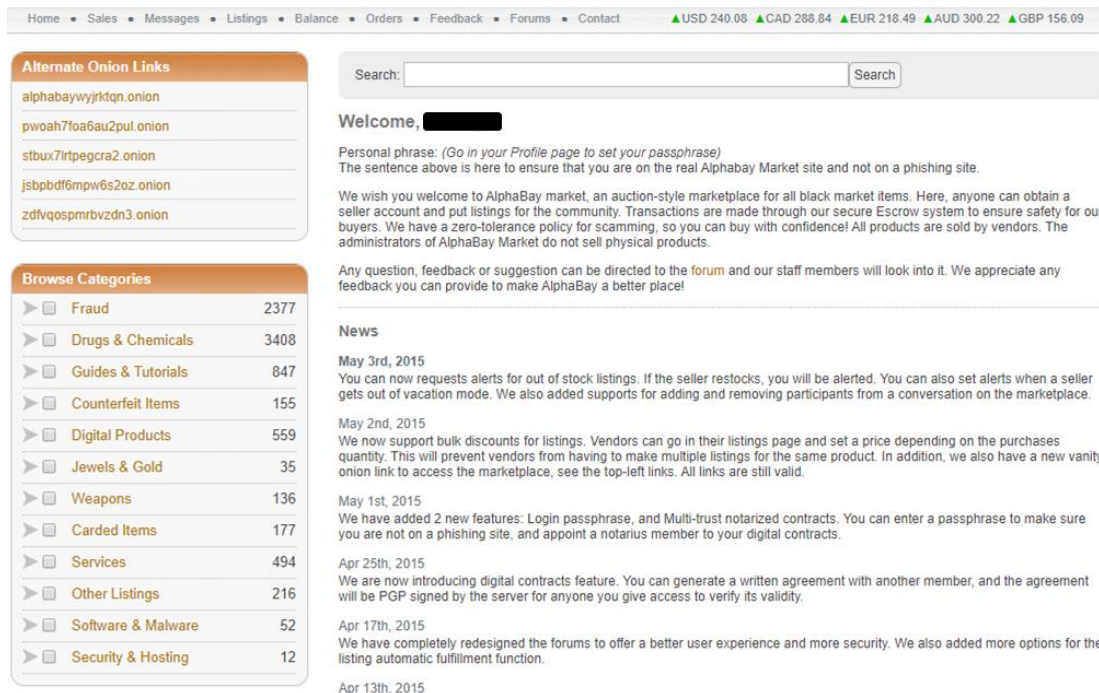 Home • Sales • Messages • Listings • Balance • Orders • Feedback • Forums • Contact ▲USD 240.08 ▲CAD 288.84 ▲EUR 218.49 ▲AUD 300.22 ▲GBP 156.09
Alternate Onion Links
alphabaywyjrktqn.onion
pwoah7foa6au2pul.onion
stbux7lrtpegcra2.onion
jsbpbdf6mpw6s2oz.onion
zdfvqospmrbvzdn3.onion
Browse Categories
Fraud 2377
Drugs & Chemicals 3408
Guides & Tutorials 847
Counterfeit Items 155
Digital Products 559
Jewels & Gold 35
Weapons 136
Carded Items 177
Services 494
Other Listings 216
Software & Malware 52
Security & Hosting 12
Search: Search
Welcome,
Personal phrase: (Go in your Profile page to set your passphrase)
The sentence above is here to ensure that you are on the real Alphabay Market site and not on a phishing site.
We wish you welcome to AlphaBay market, an auction-style marketplace for all black market items. Here, anyone can obtain a
seller account and put listings for the community. Transactions are made through our secure Escrow system to ensure safety for ou
buyers. We have a zero-tolerance policy for scamming, so you can buy with confidence! All products are sold by vendors. The
administrators of AlphaBay Market do not sell physical products.
Any question, feedback or suggestion can be directed to the forum and our staff members will look into it. We appreciate any
feedback you can provide to make AlphaBay a better place!
News
May 3rd, 2015
You can now requests alerts for out of stock listings. If the seller restocks, you will be alerted. You can also set alerts when a seller
gets out of vacation mode. We also added supports for adding and removing participants from a conversation on the marketplace.
May 2nd, 2015
We now support bulk discounts for listings. Vendors can go in their listings page and set a price depending on the purchases
quantity. This will prevent vendors from having to make multiple listings for the same product. In addition, we also have a new vanity
onion link to access the marketplace, see the top-left links. All links are still valid.
May 1st, 2015
We have added 2 new features: Login passphrase, and Multi-trust notarized contracts. You can enter a passphrase to make sure
you are not on a phishing site, and appoint a notarius member to your digital contracts.
Apr 25th, 2015
We are now introducing digital contracts feature. You can generate a written agreement with another member, and the agreement
will be PGP signed by the server for anyone you give access to verify its validity.
Apr 17th, 2015
We have completely redesigned the forums to offer a better user experience and more security. We also added more options for the
listing automatic fulfillment function.
Apr 13th, 2015